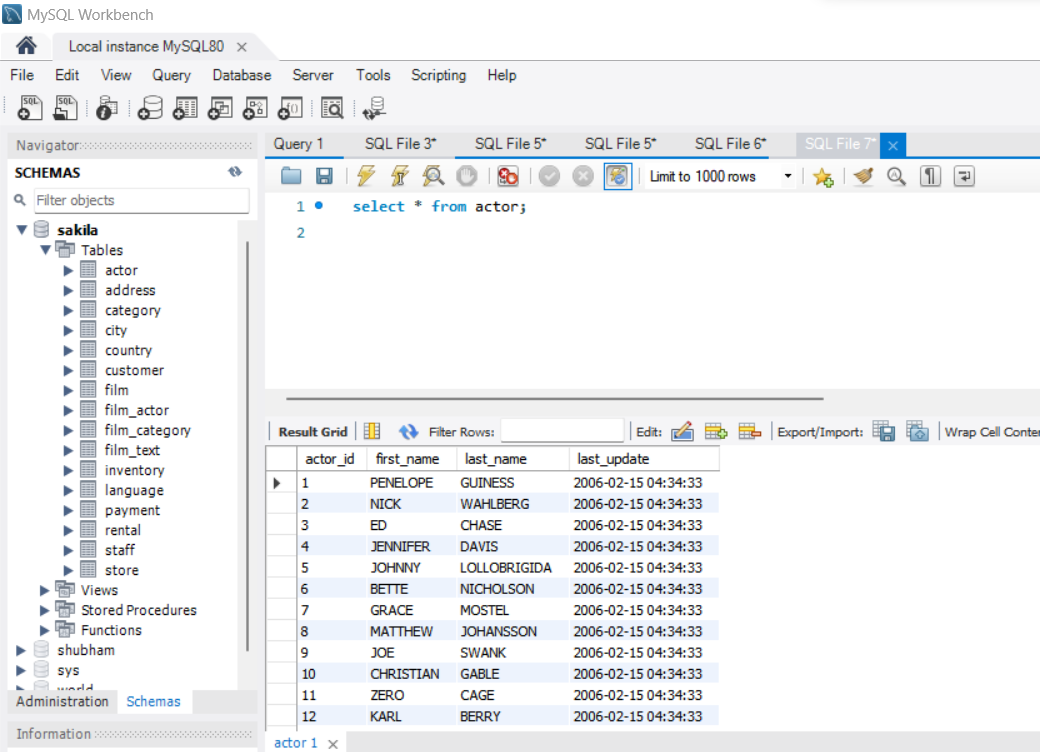 MySQL Workbench
Local instance MySQL80
File Edit View Query Database Server Tools Scripting Help
Navigator
SCHEMAS
Filter objects
sakila
Tables
actor
address
category
city
country
customer
film
film_actor
film_category
film_text
inventory
language
payment
rental
staff
store
Views
Stored Procedures
Functions
shubham
sys
world
Administration Schemas
Information
Query 1 SQL File 3* SQL File 5* SQL File 5* SQL File 6* SQL File 7*
Limit to 1000 rows
1 select * from actor;
2
Result Grid Filter Rows: Edit: Export/Import: Wrap Cell Conter
actor_id first_name last_name last_update
1 PENELOPE GUINESS 2006-02-15 04:34:33
2 NICK WAHLBERG 2006-02-15 04:34:33
3 ED CHASE 2006-02-15 04:34:33
4 JENNIFER DAVIS 2006-02-15 04:34:33
5 JOHNNY LOLLOBRIGIDA 2006-02-15 04:34:33
6 BETTE NICHOLSON 2006-02-15 04:34:33
7 GRACE MOSTEL 2006-02-15 04:34:33
8 MATTHEW JOHANSSON 2006-02-15 04:34:33
9 JOE SWANK 2006-02-15 04:34:33
10 CHRISTIAN GABLE 2006-02-15 04:34:33
11 ZERO CAGE 2006-02-15 04:34:33
12 KARL BERRY 2006-02-15 04:34:33
actor 1